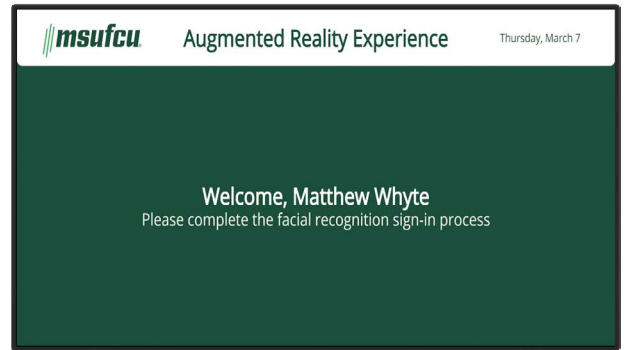 msufcu Augmented Reality Experience Thursday, March 7
Welcome, Matthew Whyte
Please complete the facial recognition sign-in process